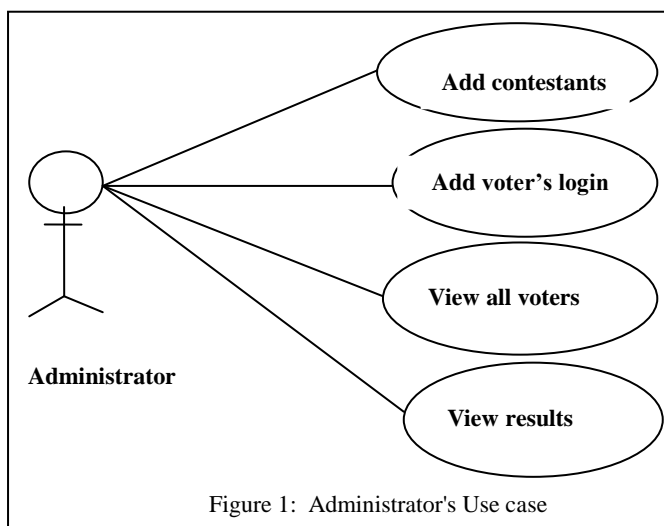 Add contestants
Add voter’s login
View all voters
Administrator
View results
Figure 1:  Administrator's Use case